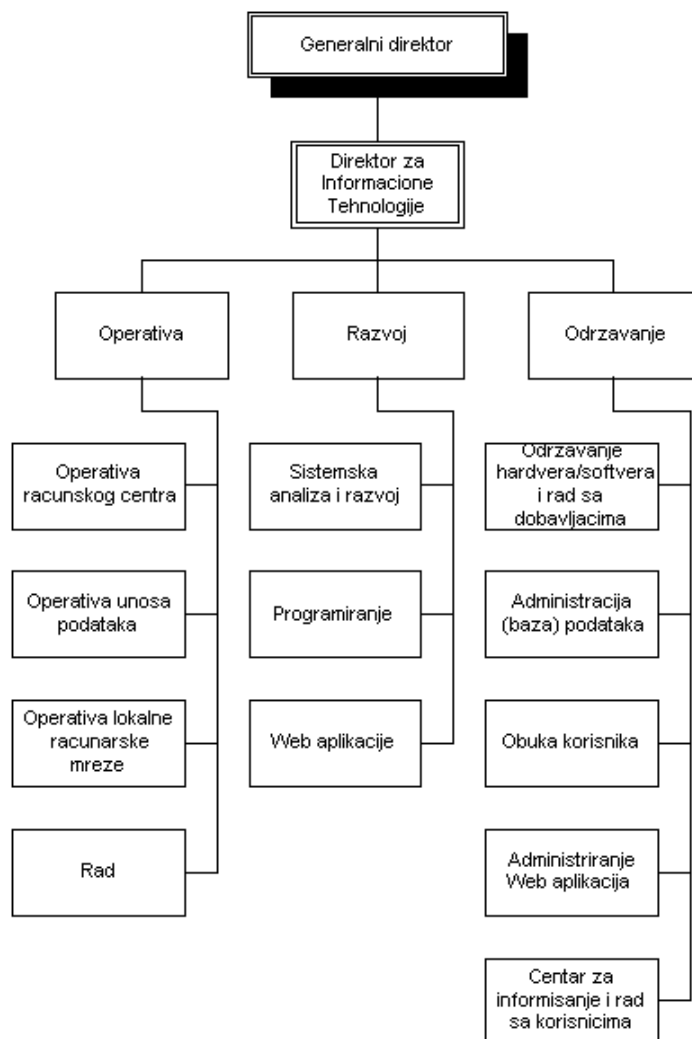 Generalni direktor
Direktor za
Informacione
Tehnologije
Operativa
Razvoj
Odrzavanje
Operativa
racunskog centra
Operativa unosa
podataka
Operativa lokalne
racunarske
mreze
Rad
Sistemska
analiza i razvoj
Programiranje
Web aplikacije
Odrzavanje
hardvera/softvera
i rad sa
dobavljacima
Administracija
(baza) podataka
Obuka korisnika
Administriranje
Web aplikacija
Centar za
informisanje i rad
sa korisnicima